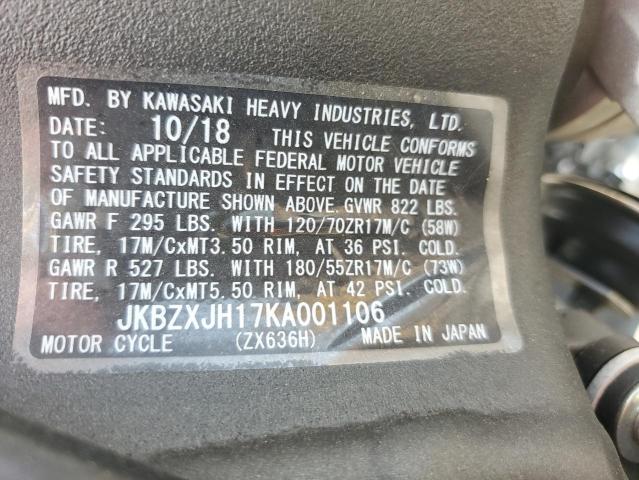 MFD. BY KAWASAKI HEAVY INDUSTRIES, LTD.
DATE: 10/18 THIS VEHICLE CONFORMS
TO ALL APPLICABLE FEDERAL MOTOR VEHICLE
SAFETY STANDARDS IN EFFECT ON THE DATE
OF MANUFACTURE SHOWN ABOVE. GVWR 822 LBS.
GAWR F 295 LBS. WITH 120/70ZR17M/C (58W)
TIRE, 17M/CxMT3.50 RIM, AT 36 PSI. COLD.
GAWR R 527 LBS. WITH 180/55ZR17M/C (73W)
TIRE, 17M/CxMT5.50 RIM, AT 42 PSI. COLD.
JKBZXJH17KA001106
MOTOR CYCLE (ZX636H) MADE IN JAPAN